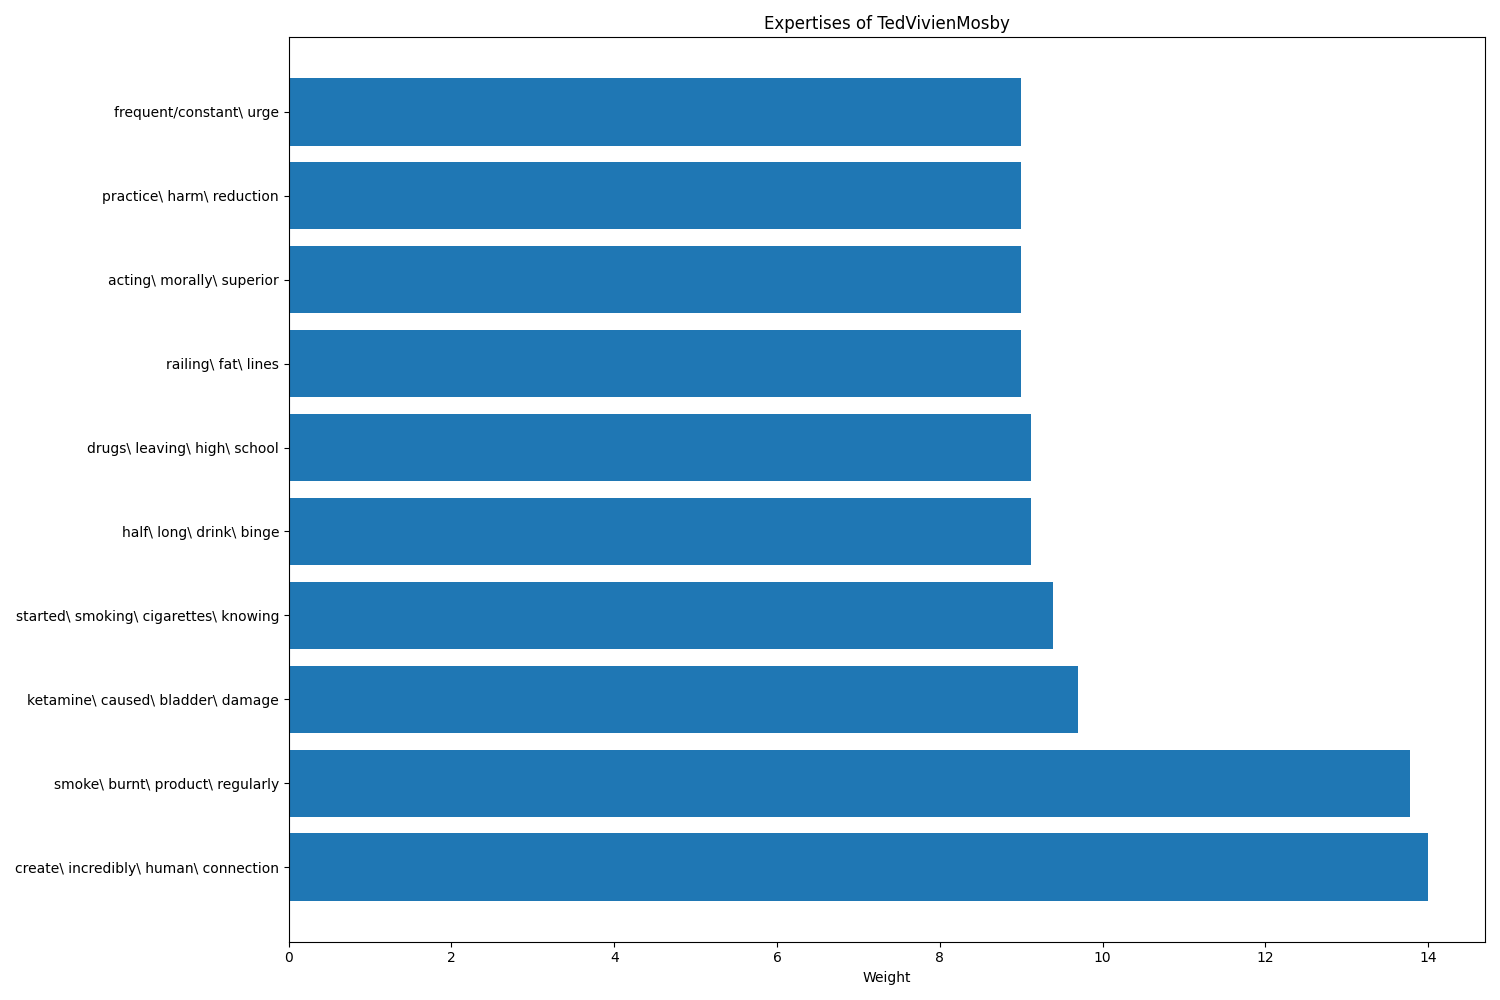 Expertises of TedVivienMosby
frequent/constant\ urge
practice\ harm\ reduction
acting\ morally\ superior
railing\ fat\ lines
drugs\ leaving\ high\ school
half\ long\ drink\ binge
started\ smoking\ cigarettes\ knowing
ketamine\ caused\ bladder\ damage
smoke\ burnt\ product\ regularly
create\ incredibly\ human\ connection
0 2 4 6 8 10 12 14
Weight